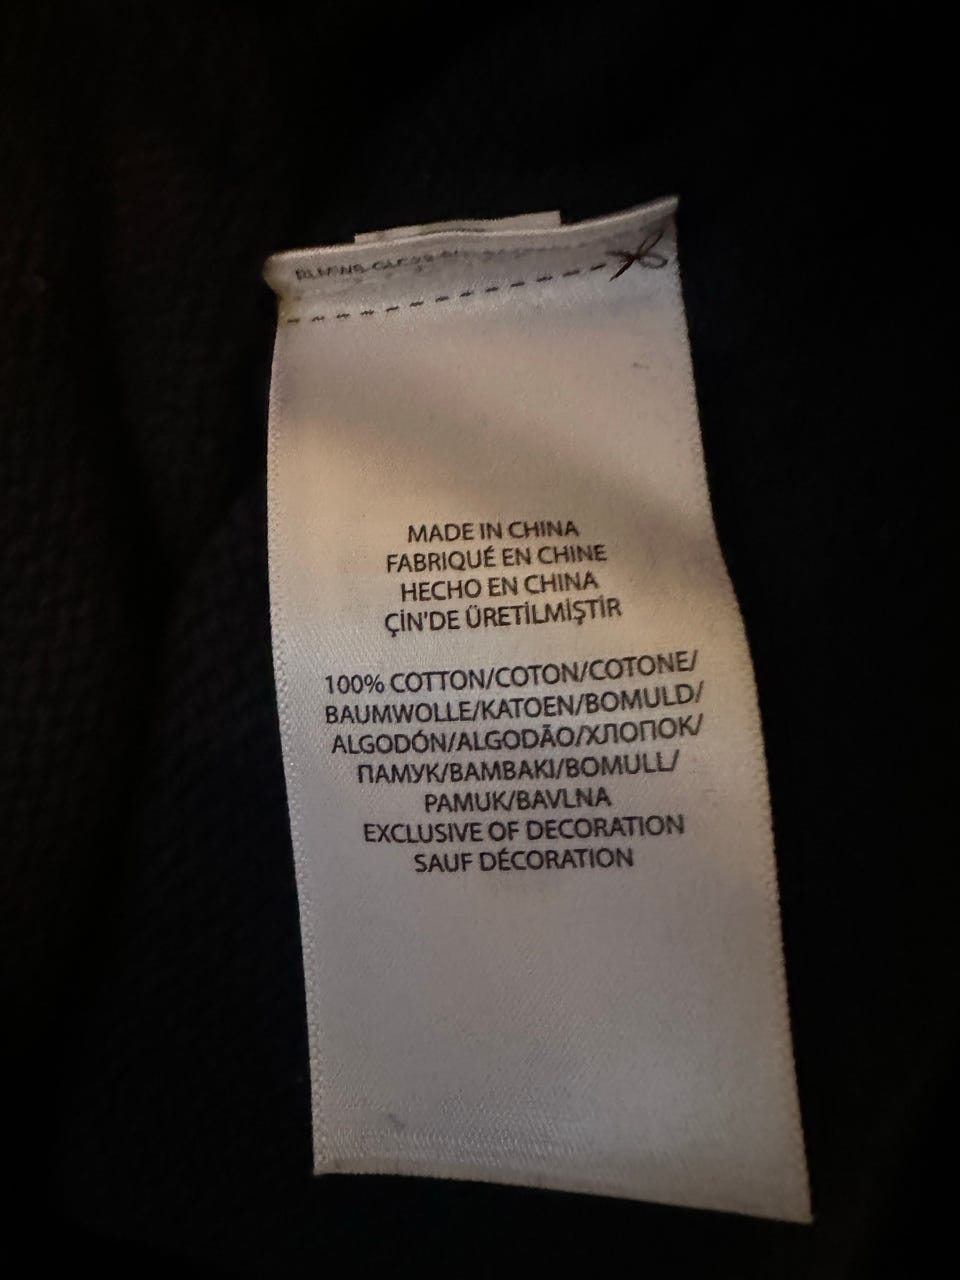 MADE IN CHINA
FABRIQUÉ EN CHINE
HECHO EN CHINA
ÇİN'DE ÜRETİLMİŞTİR
100% COTTON/COTON/COTONE/
BAUMWOLLE/KATOEN/BOMULD/
ALGODÓN/ALGODÃO/ХЛОПОК/
ПАМУК/BAMBAKI/BOMULL/
PAMUK/BAVLNA
EXCLUSIVE OF DECORATION
SAUF DÉCORATION